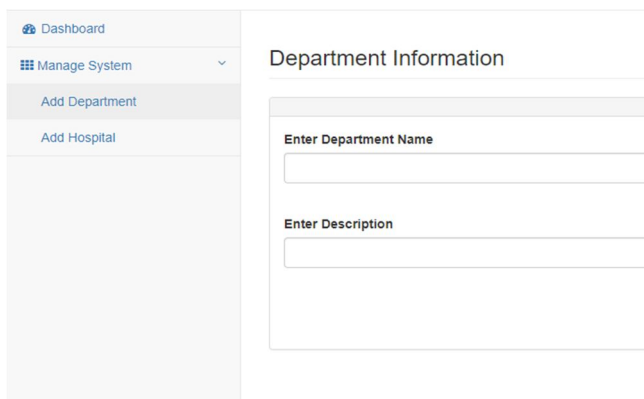 Dashboard
Manage System
Add Department
Add Hospital
Department Information
Enter Department Name
Enter Description